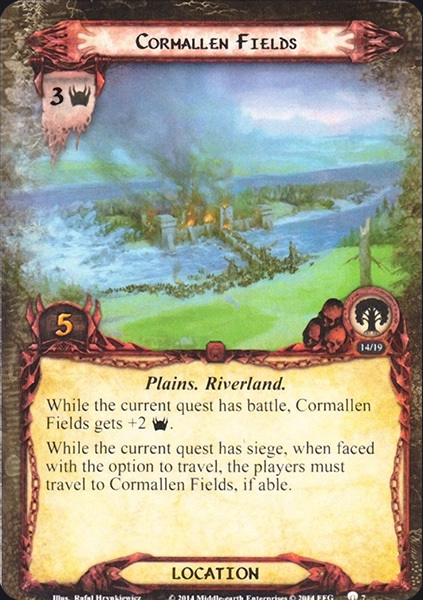 Cormallen Fields
3
5
14/19
Plains. Riverland.
While the current quest has battle, Cormallen
Fields gets +2 .
While the current quest has siege, when faced
with the option to travel, the players must
travel to Cormallen Fields, if able.
LOCATION
Illus. Rafał Hrynkiewicz © 2014 Middle-earth Enterprises © 2014 FFG 7